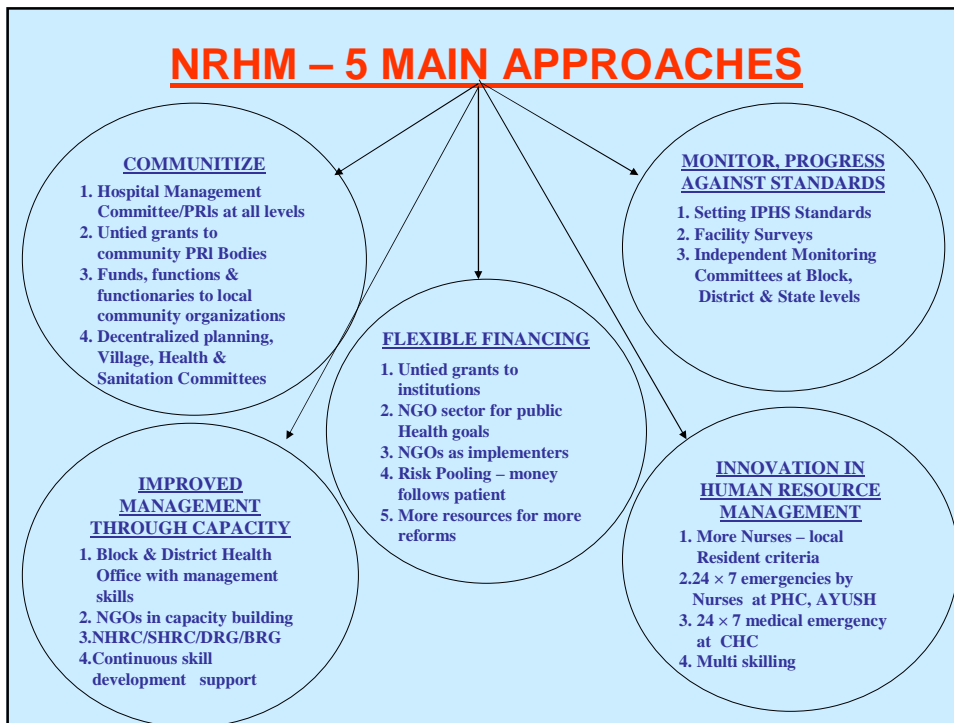 NRHM – 5 MAIN APPROACHES
COMMUNITIZE
1. Hospital Management
Committee/PRIs at all levels
2. Untied grants to
community PRI Bodies
3. Funds, functions &
functionaries to local
community organizations
4. Decentralized planning,
Village, Health &
Sanitation Committees
MONITOR, PROGRESS
AGAINST STANDARDS
1. Setting IPHS Standards
2. Facility Surveys
3. Independent Monitoring
Committees at Block,
District & State levels
FLEXIBLE FINANCING
1. Untied grants to
institutions
2. NGO sector for public
Health goals
3. NGOs as implementers
4. Risk Pooling – money
follows patient
5. More resources for more
reforms
IMPROVED
MANAGEMENT
THROUGH CAPACITY
1. Block & District Health
Office with management
skills
2. NGOs in capacity building
3.NHRC/SHRC/DRG/BRG
4.Continuous skill
development support
INNOVATION IN
HUMAN RESOURCE
MANAGEMENT
1. More Nurses – local
Resident criteria
2.24 × 7 emergencies by
Nurses at PHC, AYUSH
3. 24 × 7 medical emergency
at CHC
4. Multi skilling